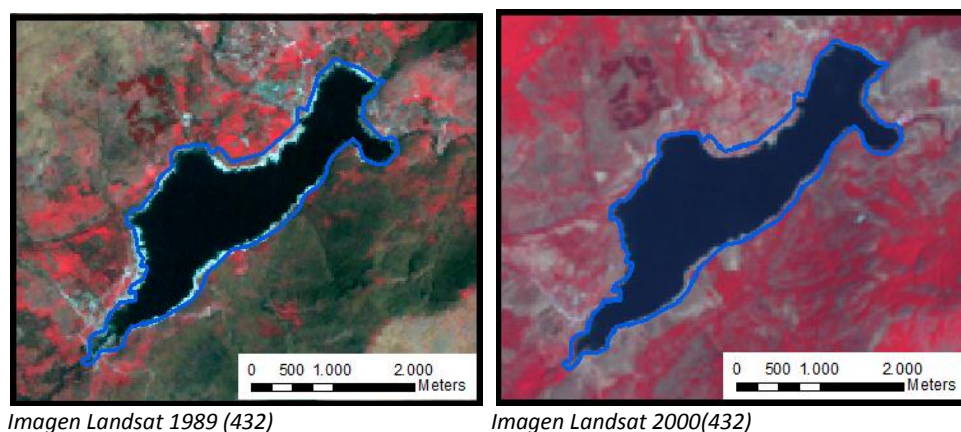 0 500 1.000 2.000
Meters
0 500 1.000 2.000
Meters
Imagen Landsat 1989 (432)
Imagen Landsat 2000(432)